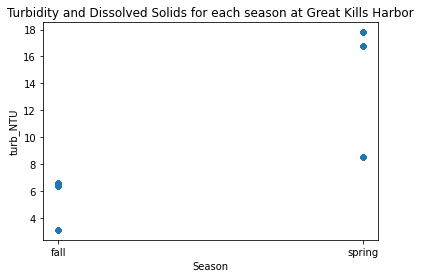 Turbidity and Dissolved Solids for each season at Great Kills Harbor
18
16
14
12
10
8
6
4
turb_NTU
fall spring
Season